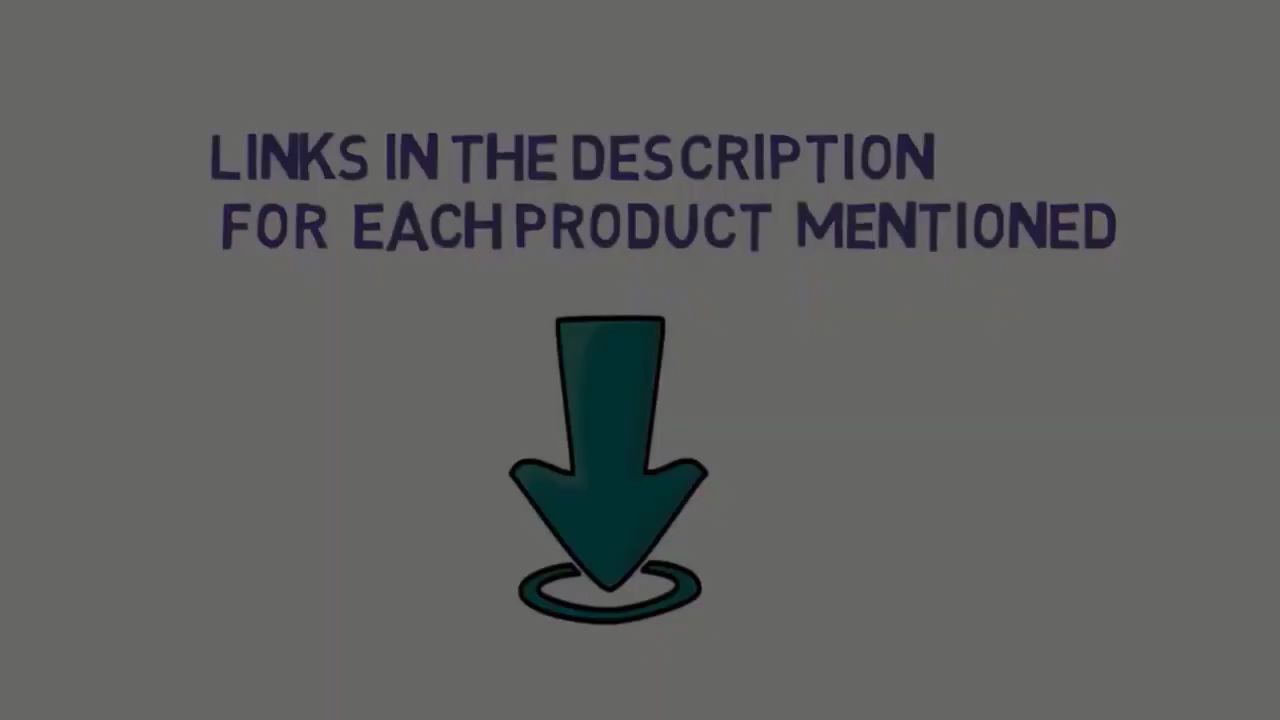 LINKS IN THE DESCRIPTION
FOR EACH PRODUCT MENTIONED